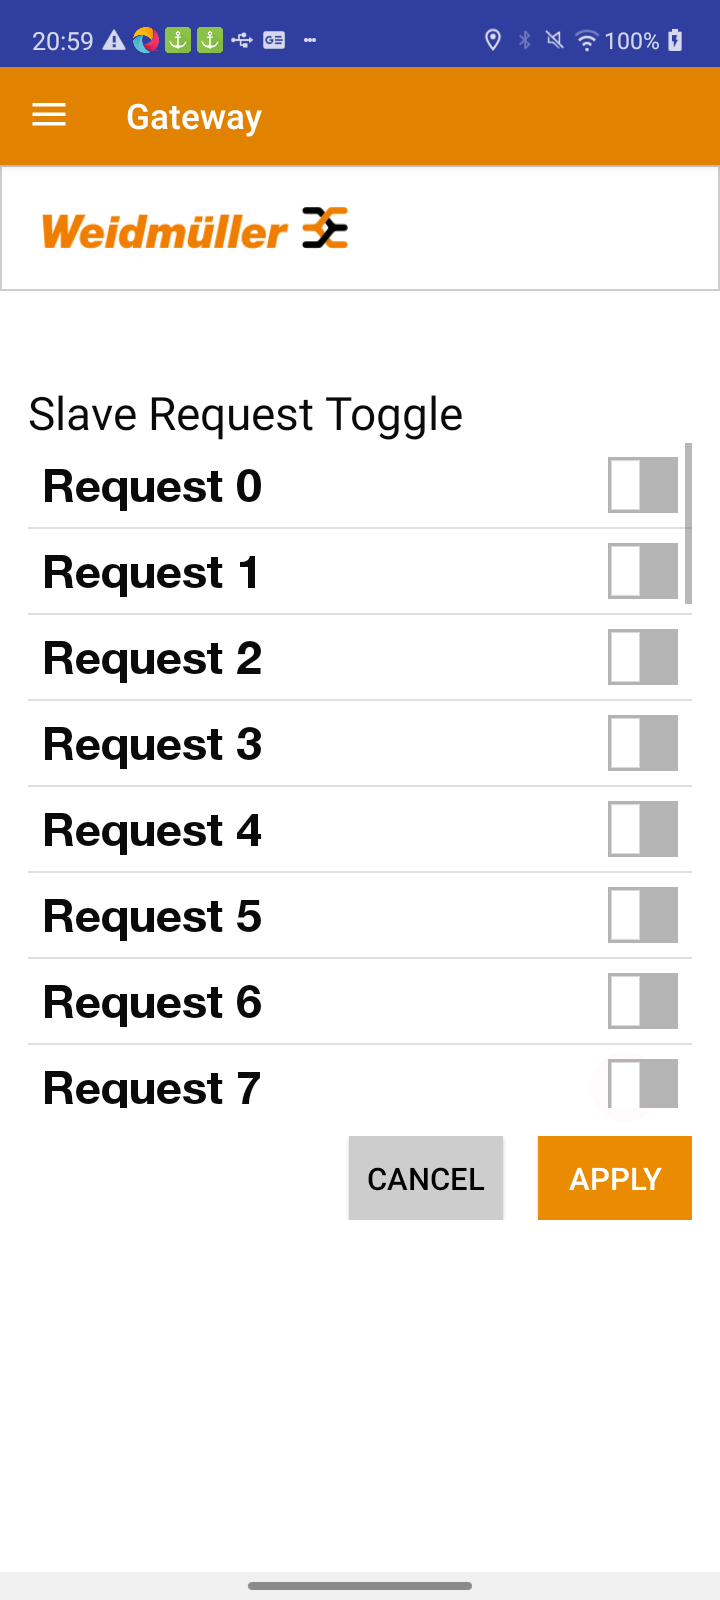 20:59
100%
Gateway
Weidmüller
Slave Request Toggle
Request 0
Request 1
Request 2
Request 3
Request 4
Request 5
Request 6
Request 7
CANCEL
APPLY